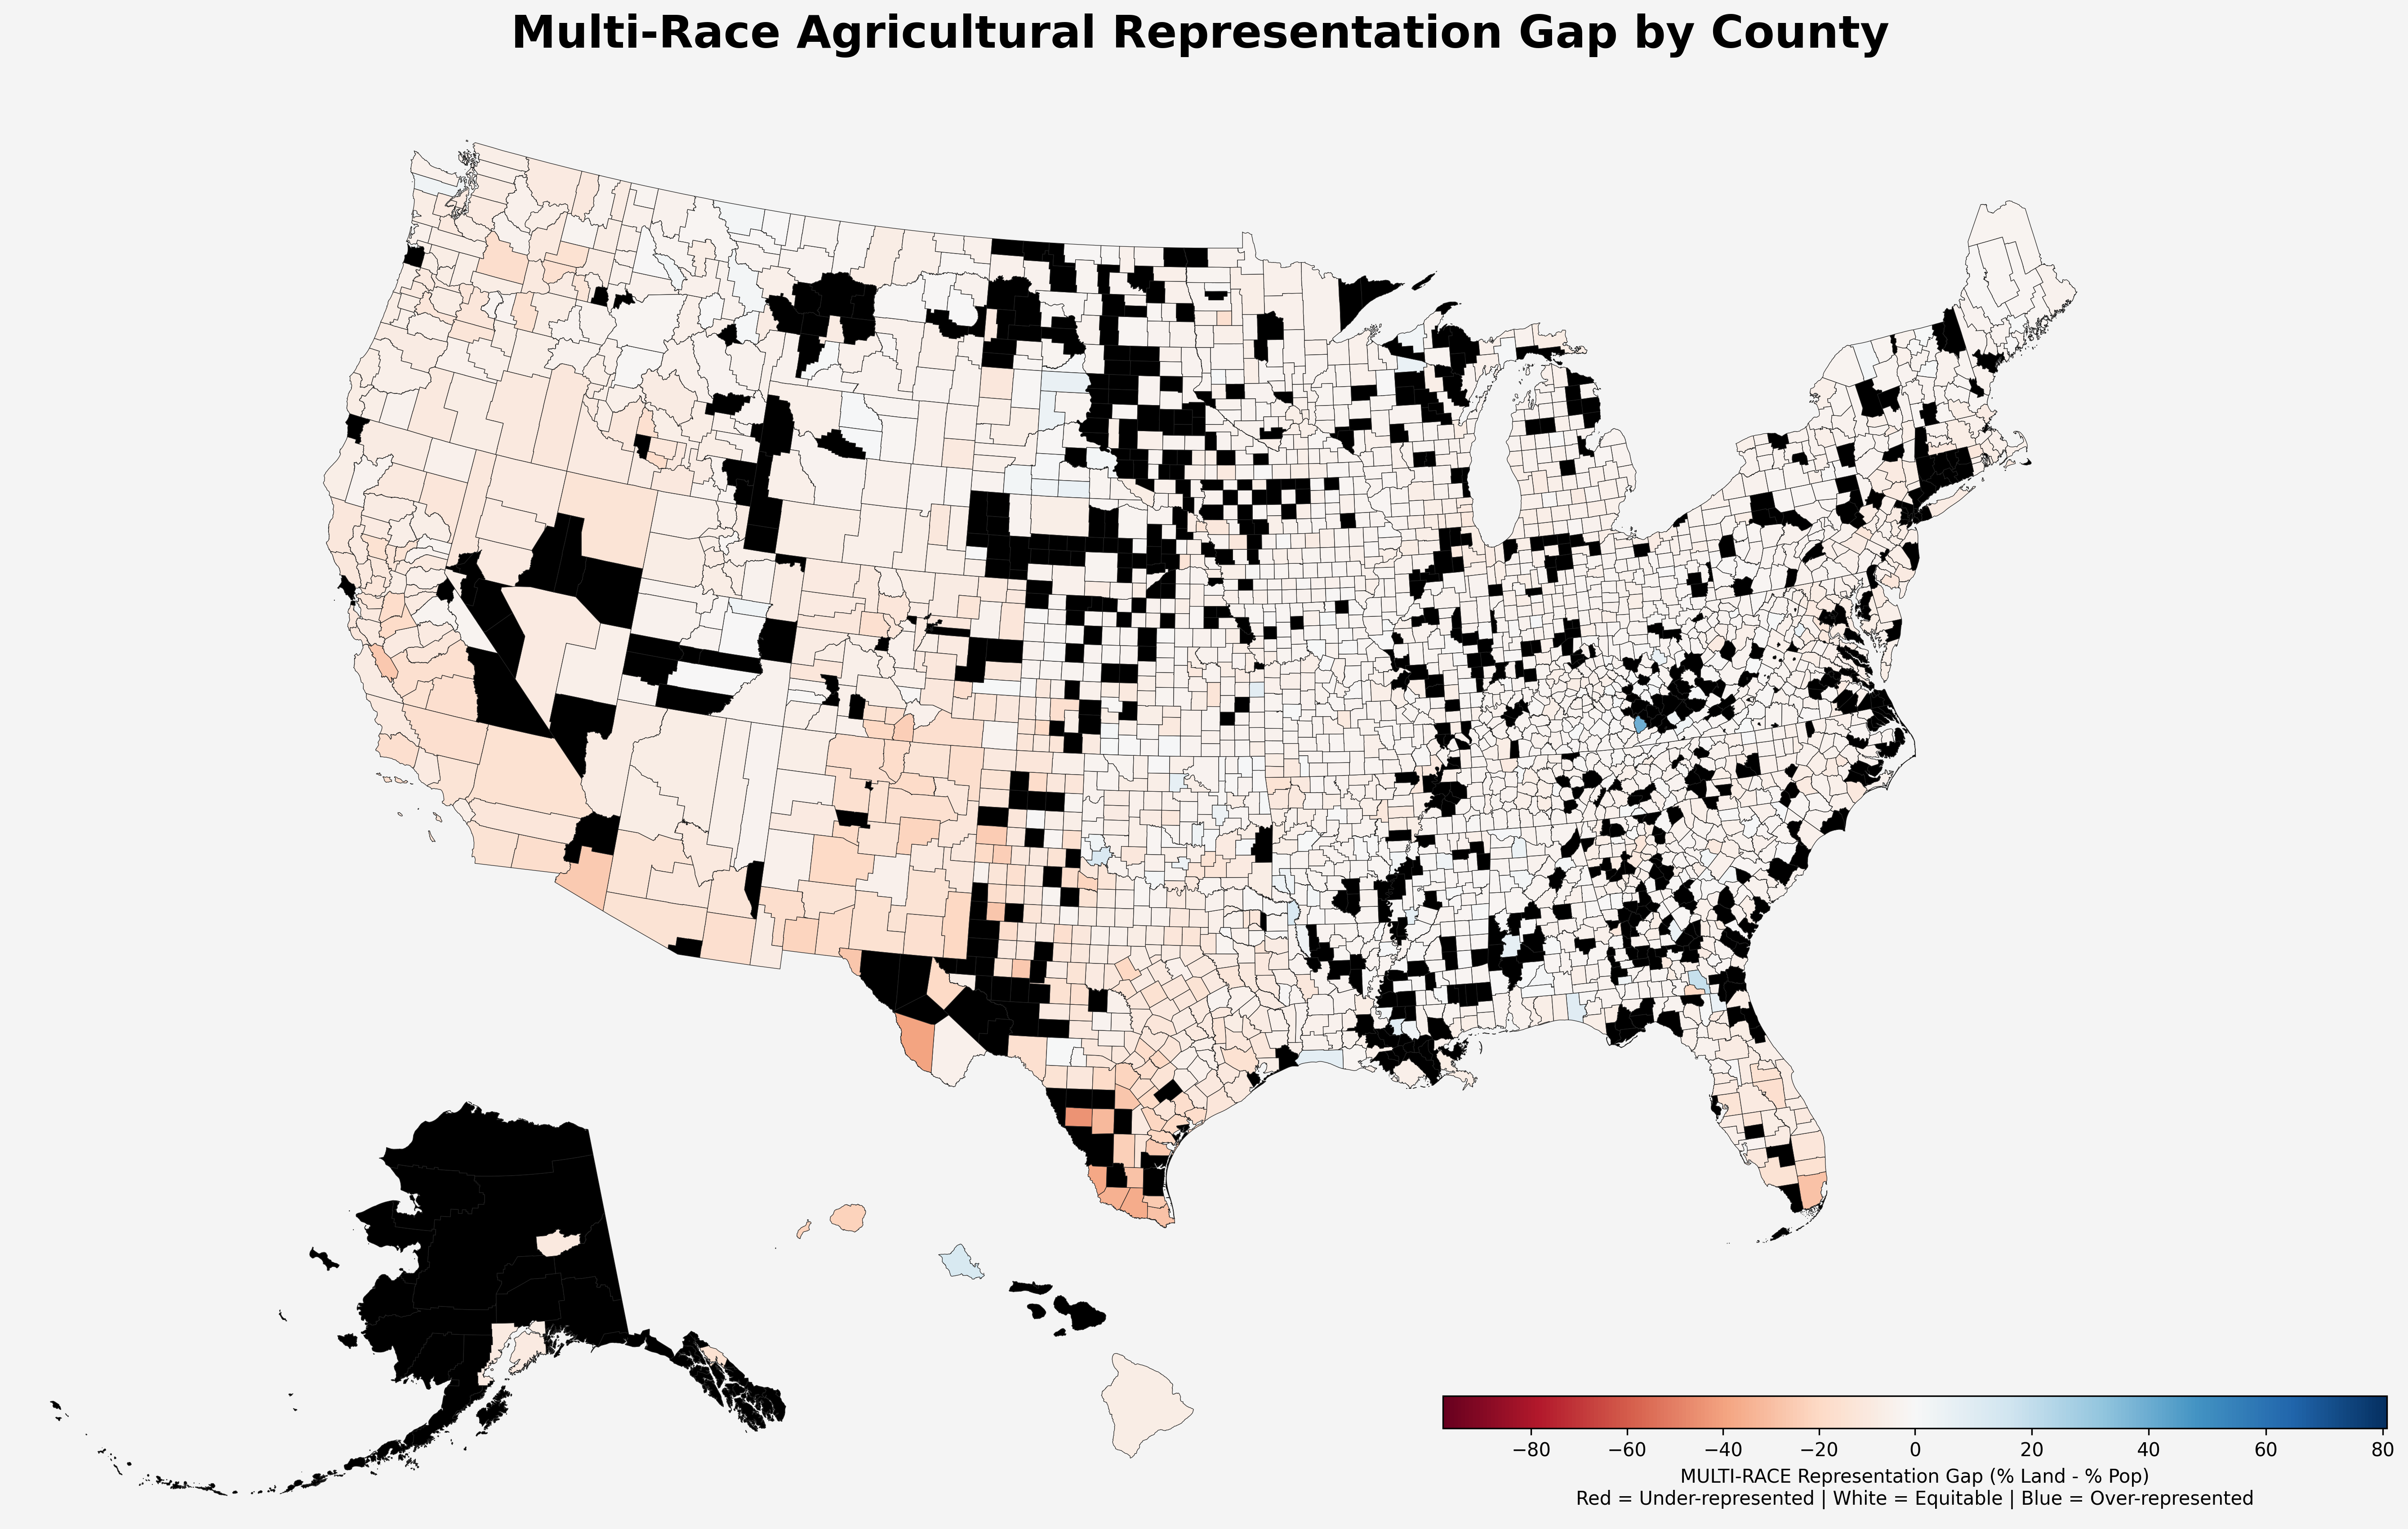 Multi-Race Agricultural Representation Gap by County
−80 −60 −40 −20 0 20 40 60 80
MULTI-RACE Representation Gap (% Land - % Pop)
Red = Under-represented | White = Equitable | Blue = Over-represented